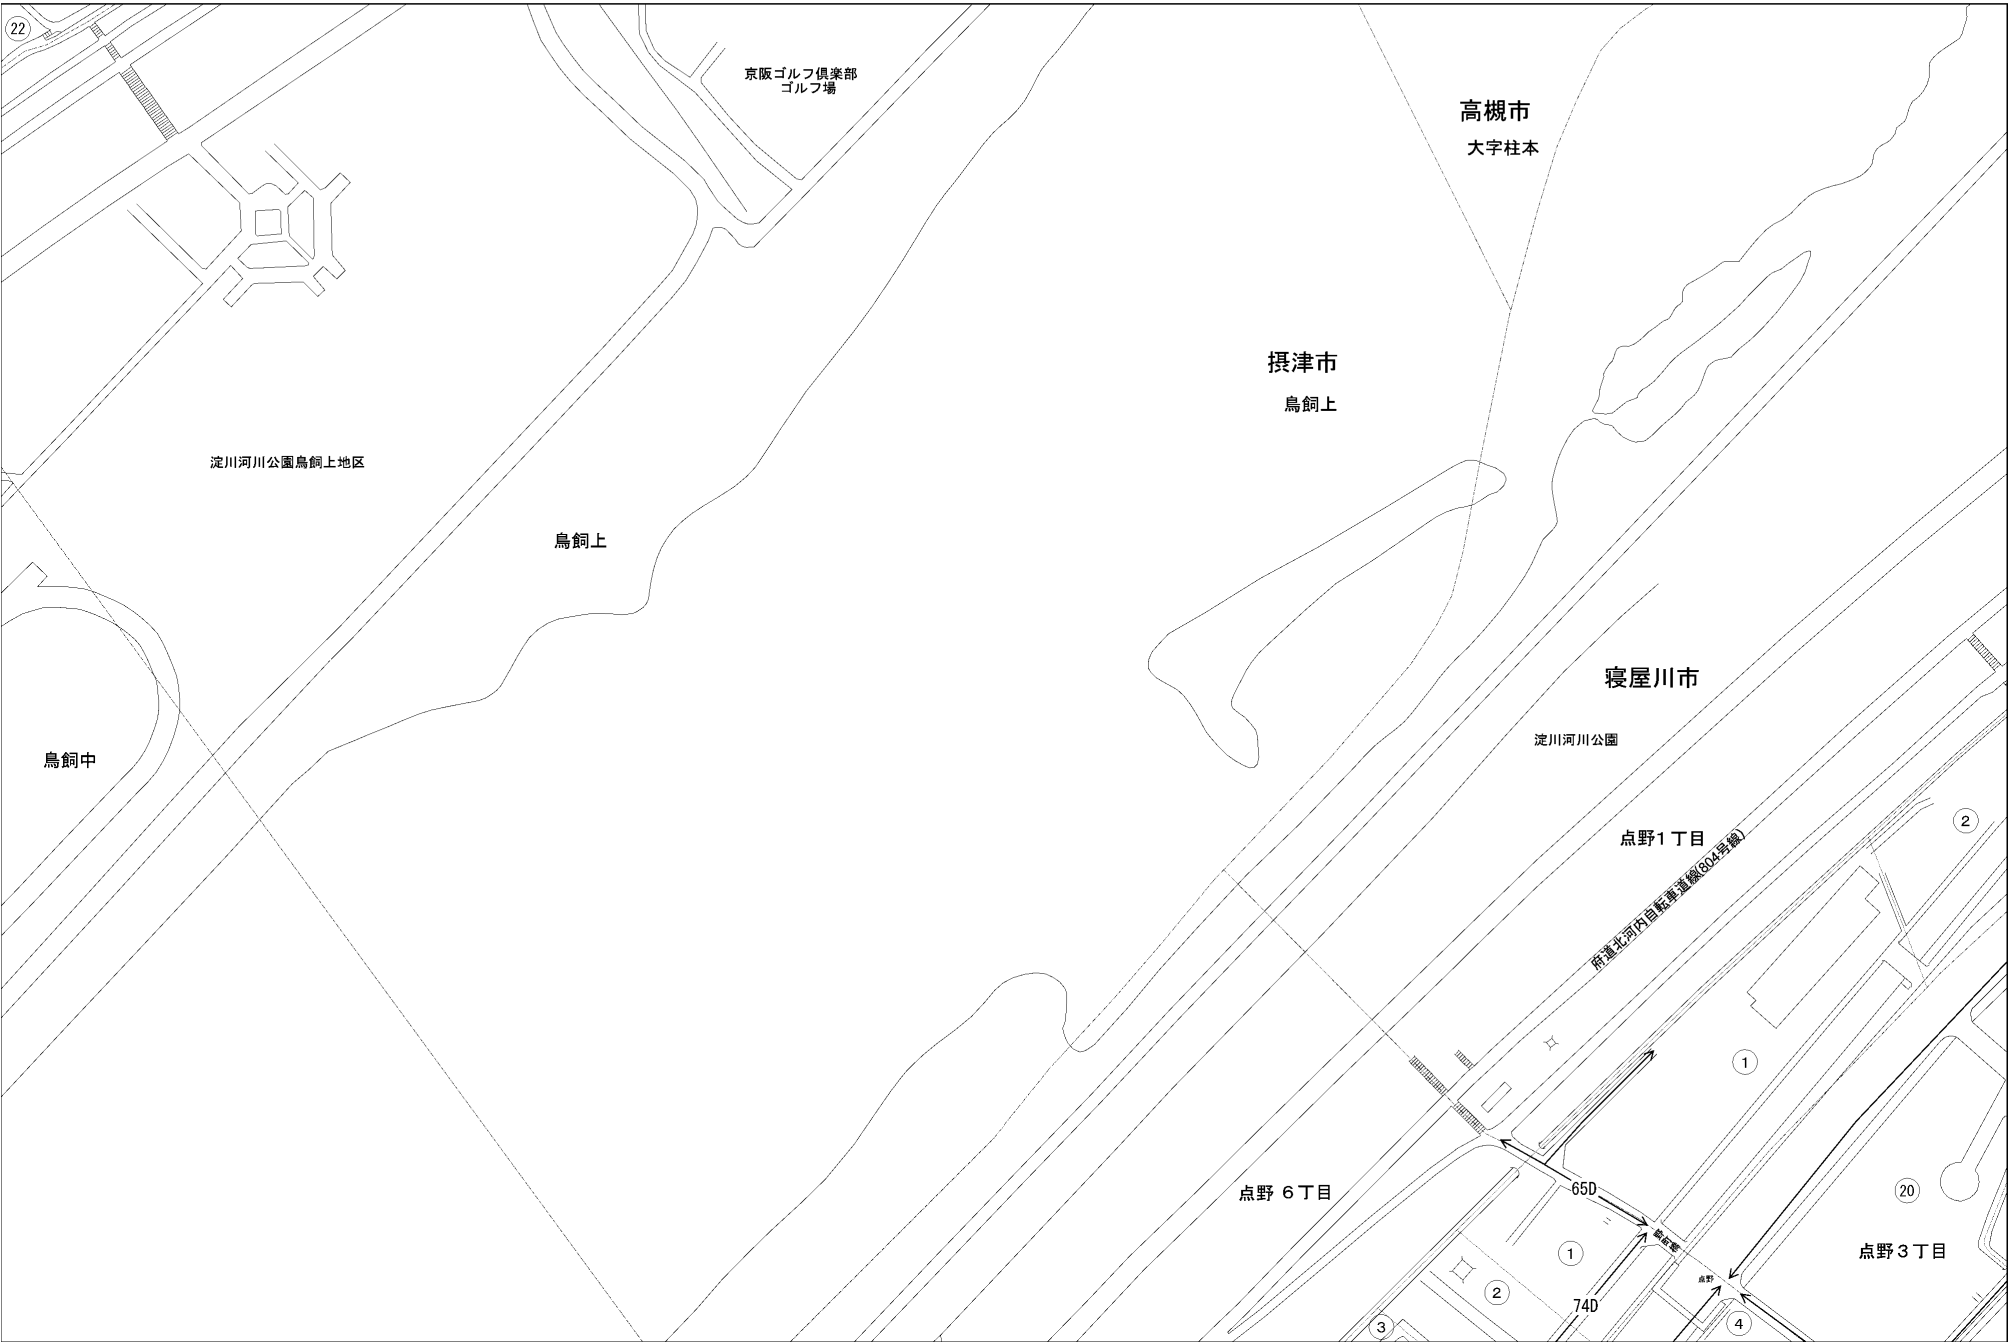 22
京阪ゴルフ倶楽部
ゴルフ場
高槻市
大字柱本
摂津市
鳥飼上
淀川河川公園鳥飼上地区
鳥飼上
寝屋川市
淀川河川公園
鳥飼中
2
点野1丁目
府道北河内自転車道線(804号線)
1
65D
点野 6丁目
20
点野3丁目
1
点野
2
74D
3
4